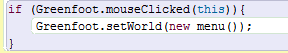 if (Greenfoot.mouseClicked(this)){
Greenfoot.setWorld(new menu());
}